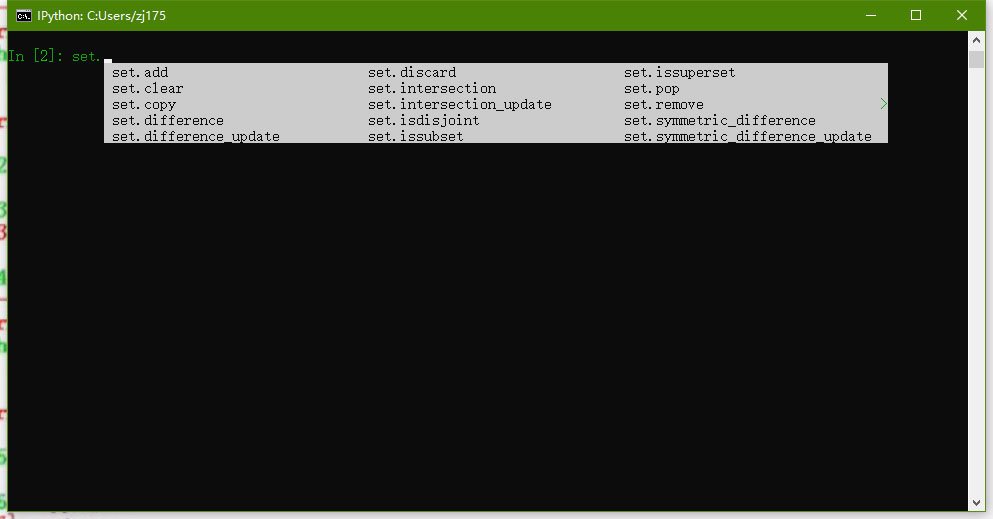 IPython: C:Users/zj175
In [2]: set.
set.add set.discard set.issuperset
set.clear set.intersection set.pop
set.copy set.intersection_update set.remove
set.difference set.isdisjoint set.symmetric_difference
set.difference_update set.issubset set.symmetric_difference_update